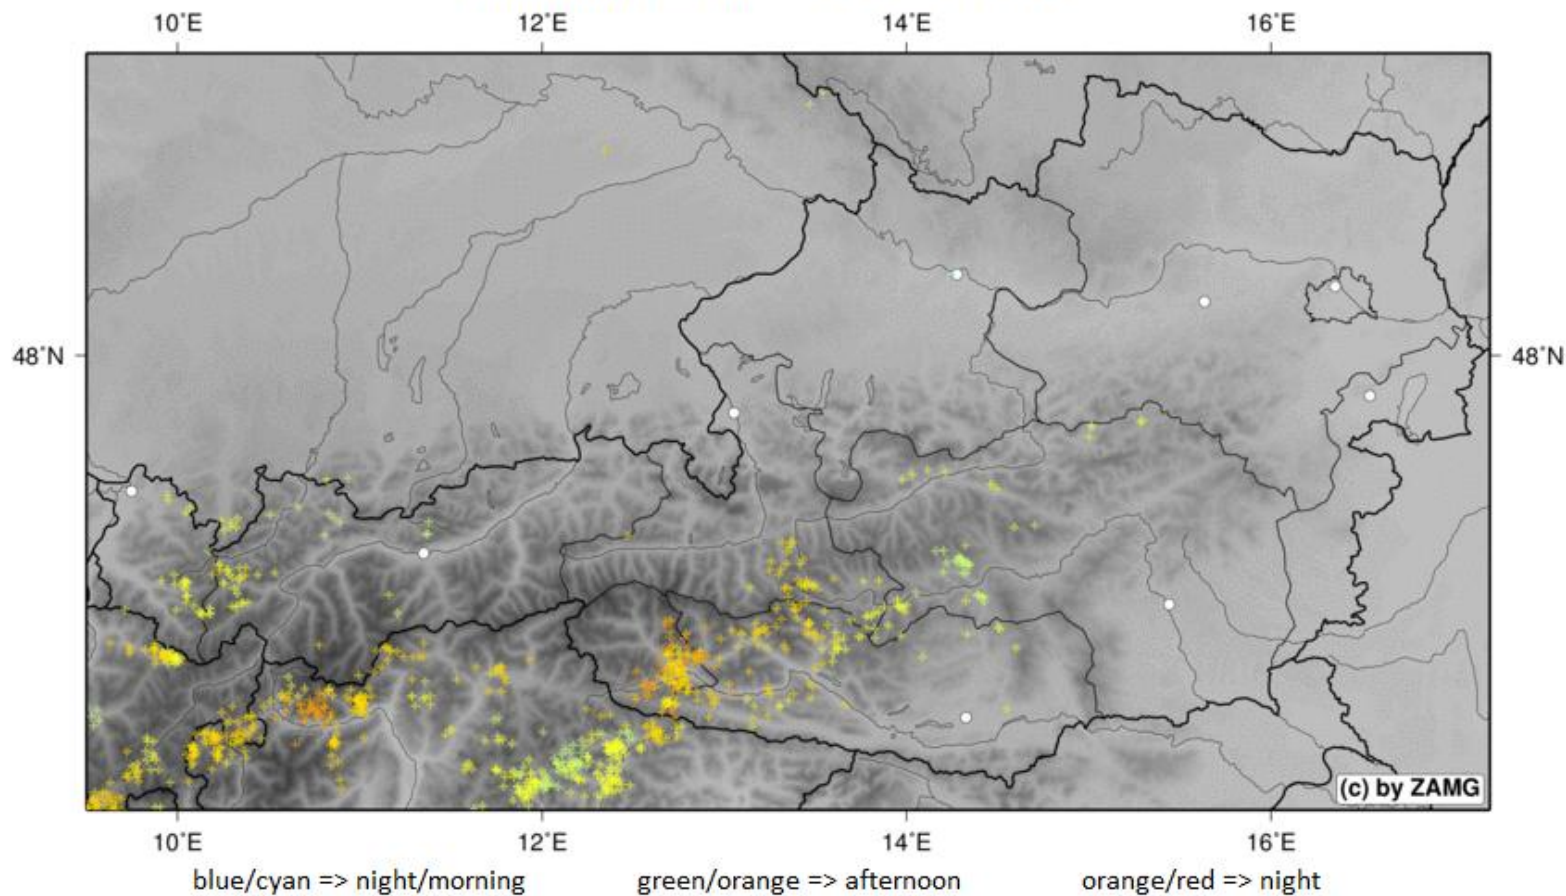 10°E 12°E 14°E 16°E
48°N 48°N
(c) by ZAMG
10°E 12°E 14°E 16°E
blue/cyan => night/morning green/orange => afternoon orange/red => night